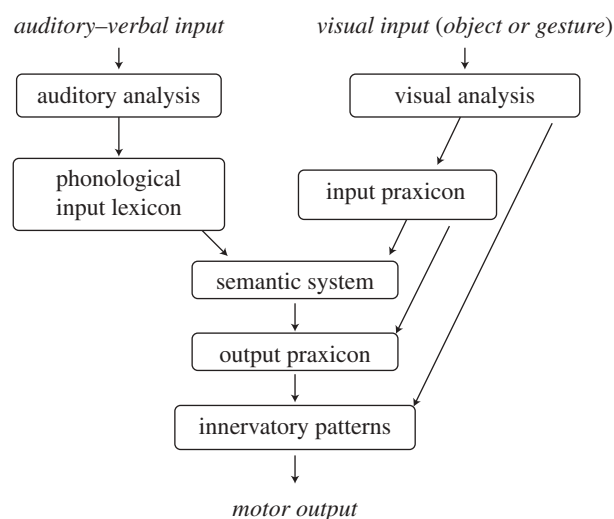 auditory–verbal input
visual input (object or gesture)
auditory analysis
visual analysis
phonological
input lexicon
input praxicon
semantic system
output praxicon
innervatory patterns
motor output